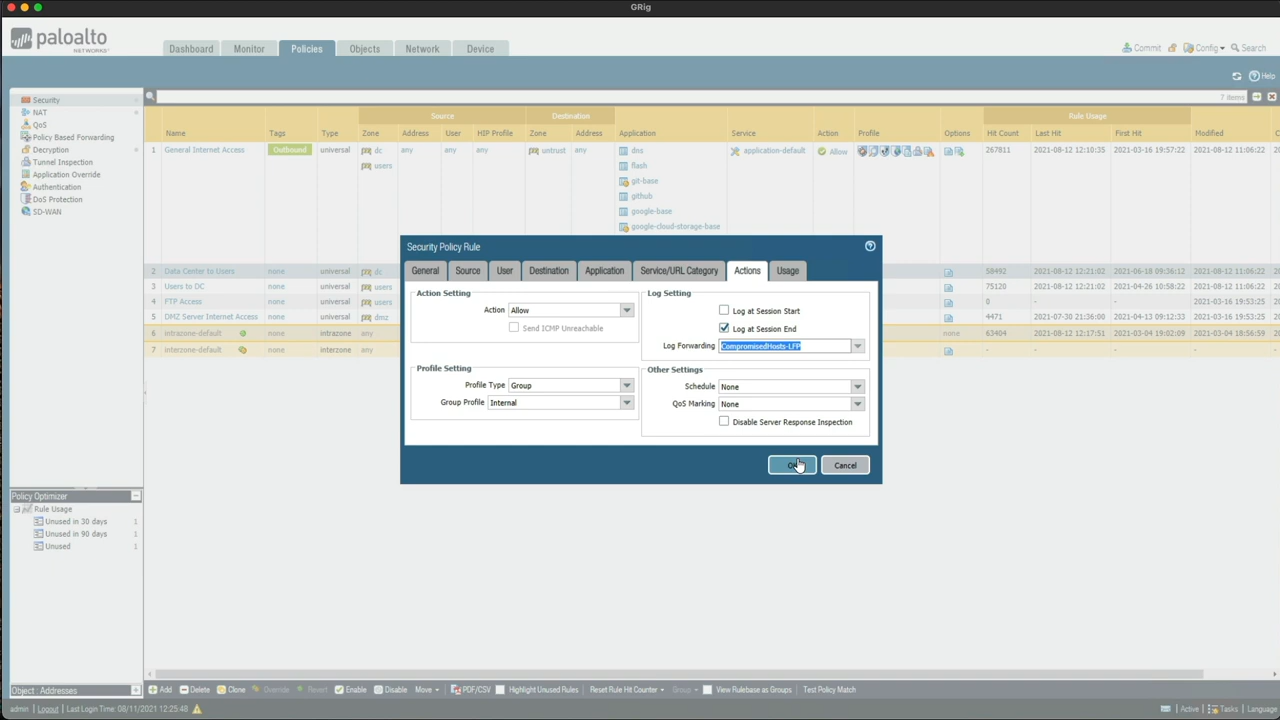 GRig
paloalto
NETWORKS
Dashboard Monitor Policies Objects Network Device
Commit Config Search
Help
Security
NAT
QoS
Policy Based Forwarding
Decryption
Tunnel Inspection
Application Override
Authentication
DoS Protection
SD-WAN
7 items
Source Destination Rule Usage
Name Tags Type Zone Address User HIP Profile Zone Address Application Service Action Profile Options Hit Count Last Hit First Hit Modified
1 General Internet Access Outbound universal dc any any any untrust any dns application-default Allow 267811 2021-08-12 12:10:35 2021-03-16 19:57:22 2021-08-12 11:06:22
users flash
git-base
github
google-base
google-cloud-storage-base
2 Data Center to Users none universal dc 58492 2021-08-12 12:21:02 2021-06-18 09:36:12 2021-08-12 11:06:22
3 Users to DC none universal users 75120 2021-08-12 12:21:02 2021-04-26 10:58:22 2021-08-12 11:06:22
4 FTP Access none universal users 0 - - 2021-03-16 19:53:25
5 DMZ Server Internet Access none universal dmz 4471 2021-07-30 21:36:00 2021-04-13 09:12:33 2021-03-16 19:53:25
6 intrazone-default none intrazone any none 63404 2021-08-12 12:17:51 2021-03-04 19:02:09 2021-03-04 18:56:59
7 interzone-default none interzone any - - - -
Security Policy Rule
General Source User Destination Application Service/URL Category Actions Usage
Action Setting
Action Allow
Send ICMP Unreachable
Profile Setting
Profile Type Group
Group Profile Internal
Log Setting
Log at Session Start
Log at Session End
Log Forwarding CompromisedHosts-LFP
Other Settings
Schedule None
QoS Marking None
Disable Server Response Inspection
Cancel
Policy Optimizer
Rule Usage
Unused in 30 days 1
Unused in 90 days 1
Unused 1
Object : Addresses
Add Delete Clone Override Revert Enable Disable Move PDF/CSV Highlight Unused Rules Reset Rule Hit Counter Group View Rulebase as Groups Test Policy Match
admin | Logout | Last Login Time: 08/11/2021 12:25:48
| Active | Tasks | Language